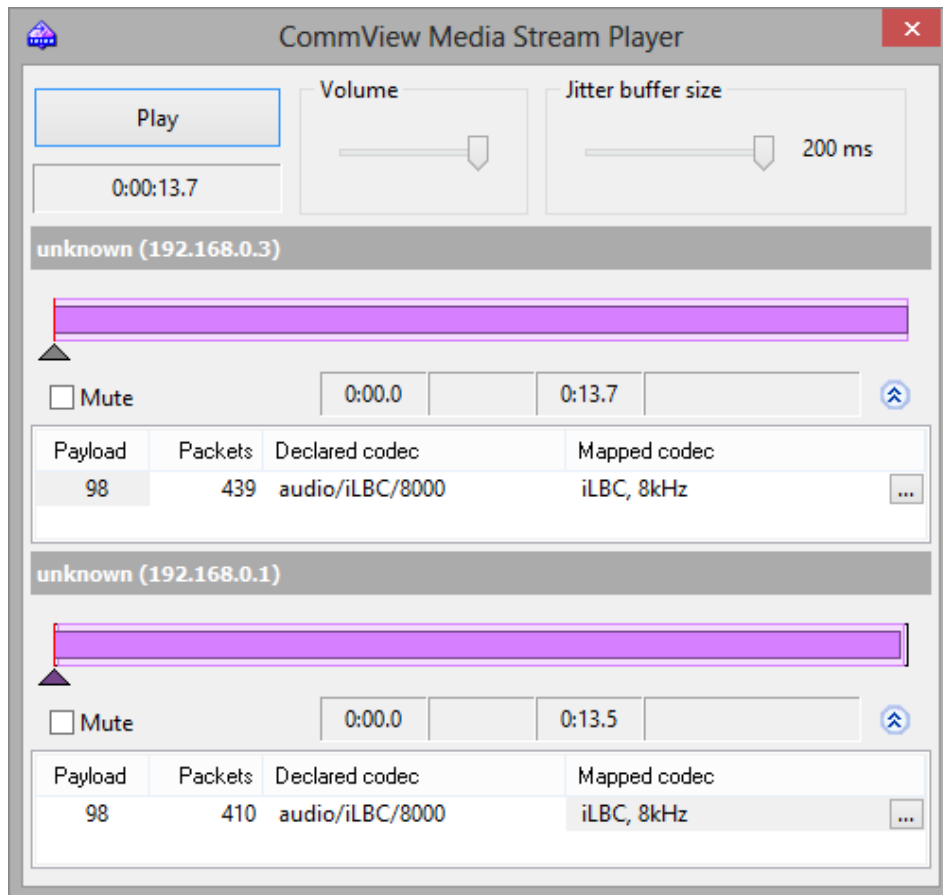 CommView Media Stream Player
Play
Volume
Jitter buffer size
200 ms
0:00:13.7
unknown (192.168.0.3)
Mute 0:00.0 0:13.7
Payload Packets Declared codec Mapped codec
98 439 audio/iLBC/8000 iLBC, 8kHz ...
unknown (192.168.0.1)
Mute 0:00.0 0:13.5
Payload Packets Declared codec Mapped codec
98 410 audio/iLBC/8000 iLBC, 8kHz ...